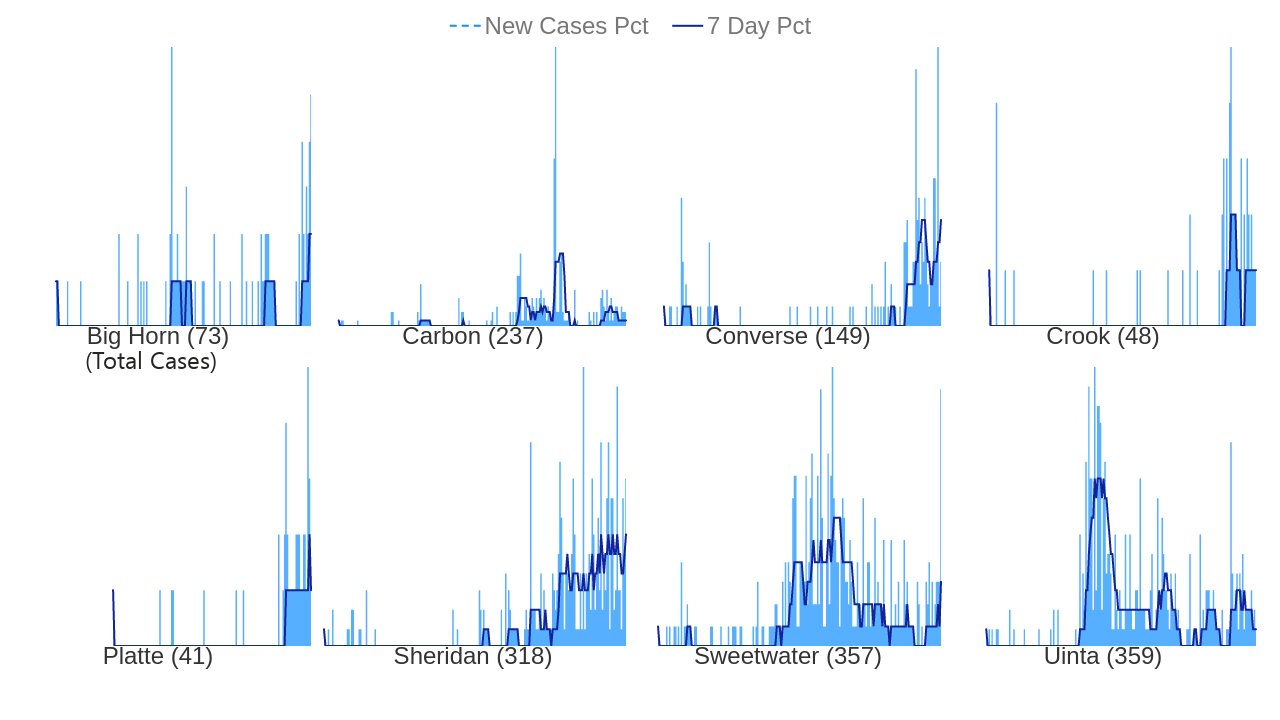 New Cases Pct 7 Day Pct
Big Horn (73) Carbon (237) Converse (149) Crook (48)
(Total Cases)
Platte (41) Sheridan (318) Sweetwater (357) Uinta (359)